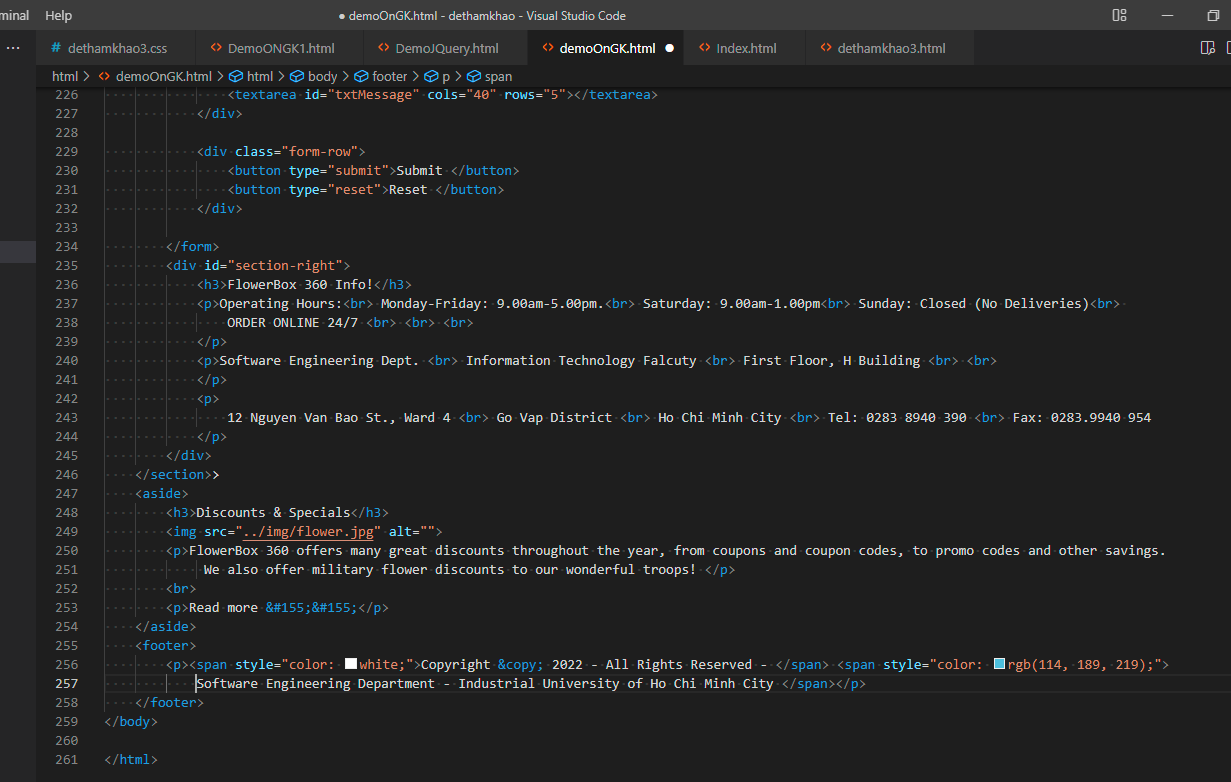 minal Help ● demoOnGK.html - dethamkhao - Visual Studio Code
··· # dethamkhao3.css <> DemoONGK1.html <> DemoJQuery.html <> demoOnGK.html ● <> Index.html <> dethamkhao3.html
html > <> demoOnGK.html > html > body > footer > p > span
226 <textarea id="txtMessage" cols="40" rows="5"></textarea>
227 </div>
228
229 <div class="form-row">
230 <button type="submit">Submit </button>
231 <button type="reset">Reset </button>
232 </div>
233
234 </form>
235 <div id="section-right">
236 <h3>FlowerBox 360 Info!</h3>
237 <p>Operating Hours:<br> Monday-Friday: 9.00am-5.00pm.<br> Saturday: 9.00am-1.00pm<br> Sunday: Closed (No Deliveries)<br>
238 ORDER ONLINE 24/7 <br> <br> <br>
239 </p>
240 <p>Software Engineering Dept. <br> Information Technology Falcuty <br> First Floor, H Building <br> <br>
241 </p>
242 <p>
243 12 Nguyen Van Bao St., Ward 4 <br> Go Vap District <br> Ho Chi Minh City <br> Tel: 0283 8940 390 <br> Fax: 0283.9940 954
244 </p>
245 </div>
246 </section>>
247 <aside>
248 <h3>Discounts & Specials</h3>
249 <img src="../img/flower.jpg" alt="">
250 <p>FlowerBox 360 offers many great discounts throughout the year, from coupons and coupon codes, to promo codes and other savings.
251 We also offer military flower discounts to our wonderful troops! </p>
252 <br>
253 <p>Read more &#155;&#155;</p>
254 </aside>
255 <footer>
256 <p><span style="color: white;">Copyright &copy; 2022 - All Rights Reserved - </span> <span style="color: rgb(114, 189, 219);">
257 Software Engineering Department - Industrial University of Ho Chi Minh City </span></p>
258 </footer>
259 </body>
260
261 </html>